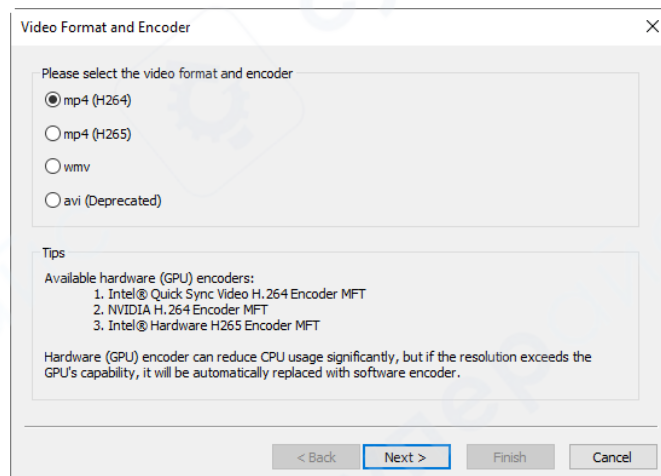 Video Format and Encoder
Please select the video format and encoder
mp4 (H264)
mp4 (H265)
wmv
avi (Deprecated)
Tips
Available hardware (GPU) encoders:
1. Intel® Quick Sync Video H.264 Encoder MFT
2. NVIDIA H.264 Encoder MFT
3. Intel® Hardware H265 Encoder MFT
Hardware (GPU) encoder can reduce CPU usage significantly, but if the resolution exceeds the
GPU's capability, it will be automatically replaced with software encoder.
< Back
Next >
Finish
Cancel